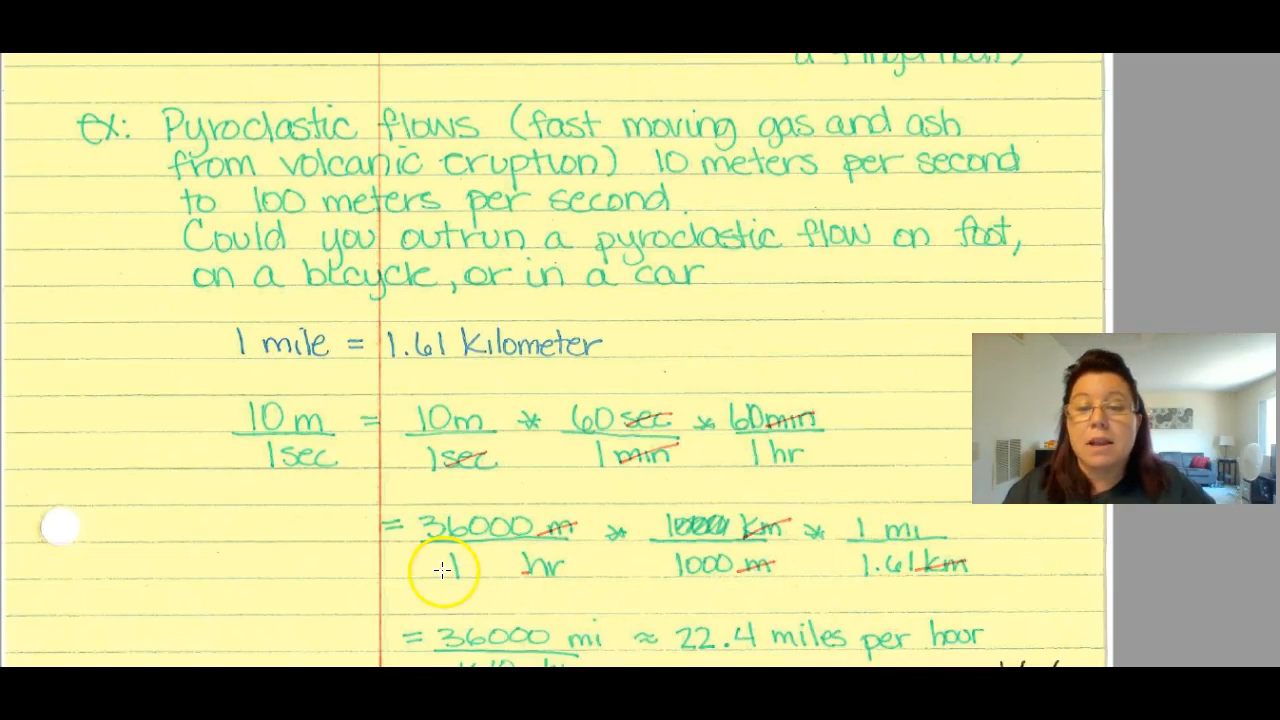 ex: Pyroclastic flows (fast moving gas and ash
from volcanic eruption) 10 meters per second
to 100 meters per second.
Could you outrun a pyroclastic flow on foot,
on a bicycle, or in a car
1 mile = 1.61 kilometer
10m = 10m * 60 sec * 60 min
1 sec 1 sec 1 min 1 hr
= 36000 m * 1 km * 1 mi
1 hr 1000 m 1.61 km
= 36000 mi ≈ 22.4 miles per hour